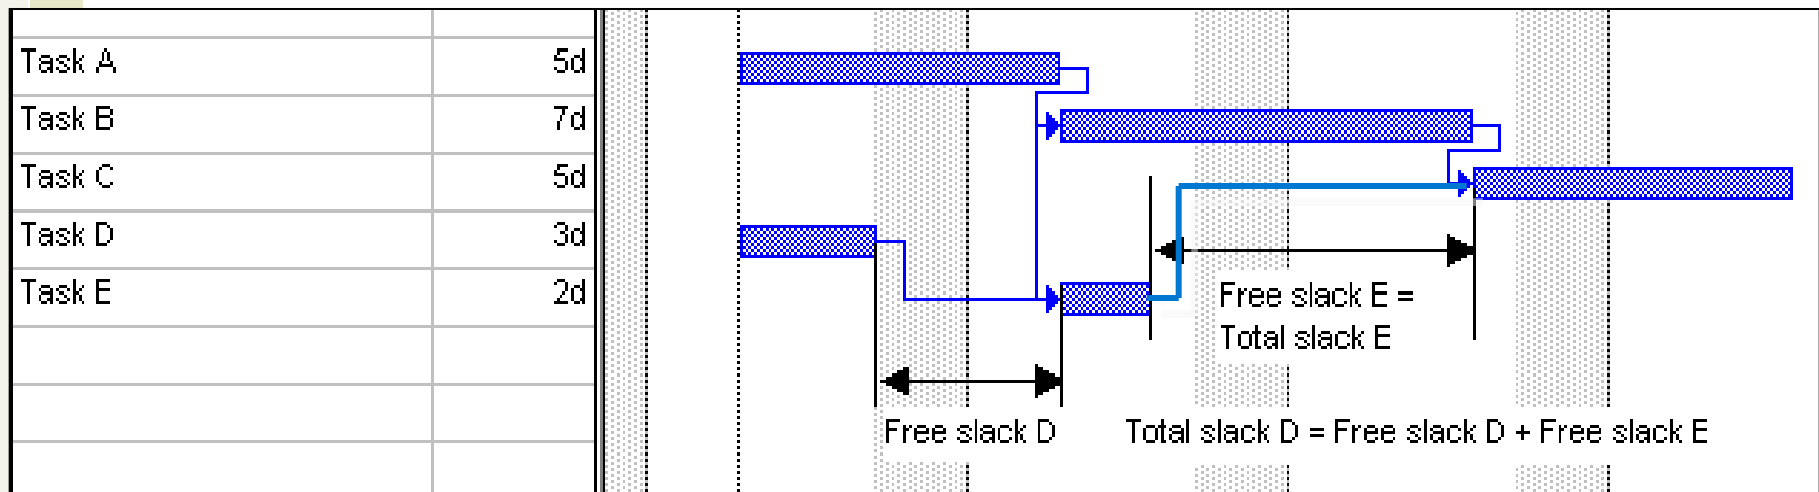 Task A 5d
Task B 7d
Task C 5d
Task D 3d
Task E 2d
Free slack E =
Total slack E
Free slack D
Total slack D = Free slack D + Free slack E